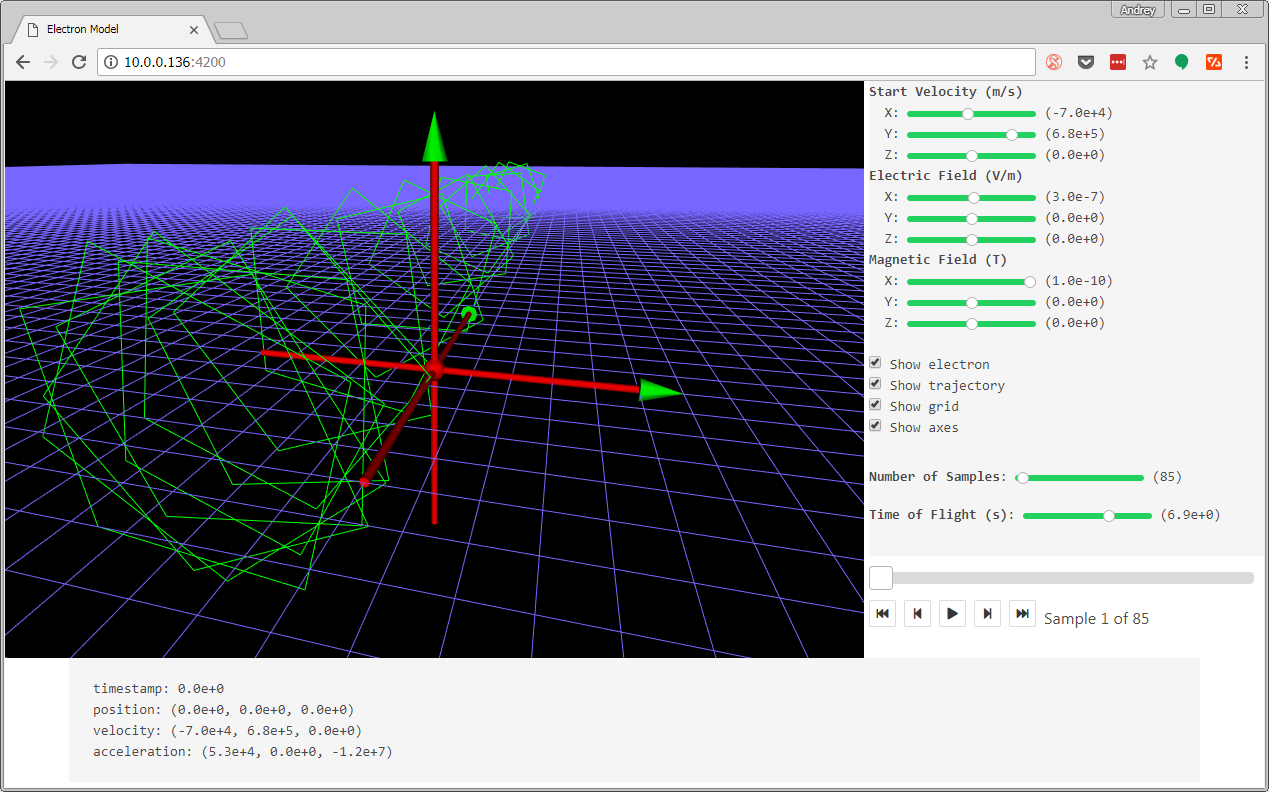 Andrey
Electron Model
10.0.0.136:4200
Start Velocity (m/s)
X: (-7.0e+4)
Y: (6.8e+5)
Z: (0.0e+0)
Electric Field (V/m)
X: (3.0e-7)
Y: (0.0e+0)
Z: (0.0e+0)
Magnetic Field (T)
X: (1.0e-10)
Y: (0.0e+0)
Z: (0.0e+0)
Show electron
Show trajectory
Show grid
Show axes
Number of Samples: (85)
Time of Flight (s): (6.9e+0)
Sample 1 of 85
timestamp: 0.0e+0
position: (0.0e+0, 0.0e+0, 0.0e+0)
velocity: (-7.0e+4, 6.8e+5, 0.0e+0)
acceleration: (5.3e+4, 0.0e+0, -1.2e+7)